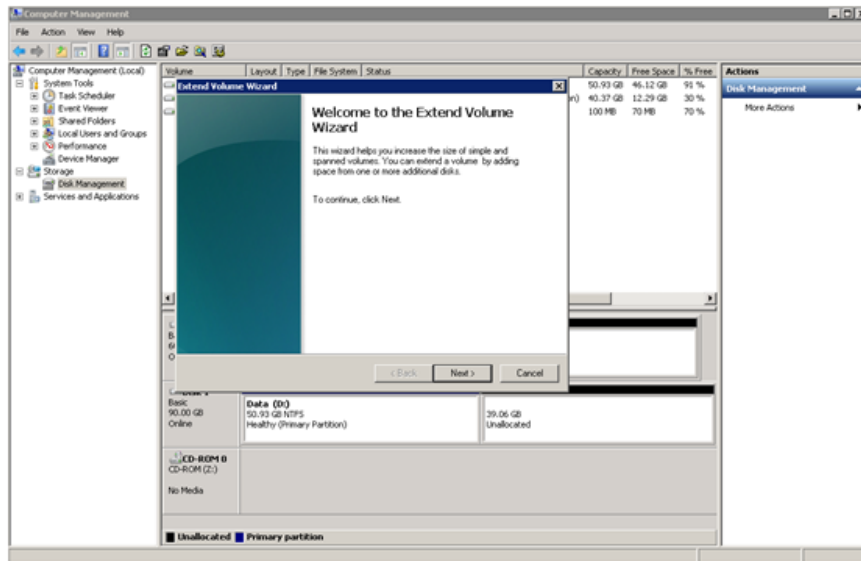 Computer Management
File Action View Help
Computer Management (Local)
System Tools
Task Scheduler
Event Viewer
Shared Folders
Local Users and Groups
Performance
Device Manager
Storage
Disk Management
Services and Applications
Volume Layout Type File System Status Capacity Free Space % Free
50.93 GB 46.12 GB 91 %
40.37 GB 12.29 GB 30 %
100 MB 70 MB 70 %
Actions
Disk Management
More Actions
Extend Volume Wizard
Welcome to the Extend Volume
Wizard
This wizard helps you increase the size of simple and
spanned volumes. You can extend a volume by adding
space from one or more additional disks.
To continue, click Next.
< Back Next > Cancel
Basic
90.00 GB
Online
Data (D:)
50.93 GB NTFS
Healthy (Primary Partition)
39.06 GB
Unallocated
CD-ROM 0
CD-ROM (Z:)
No Media
Unallocated Primary partition